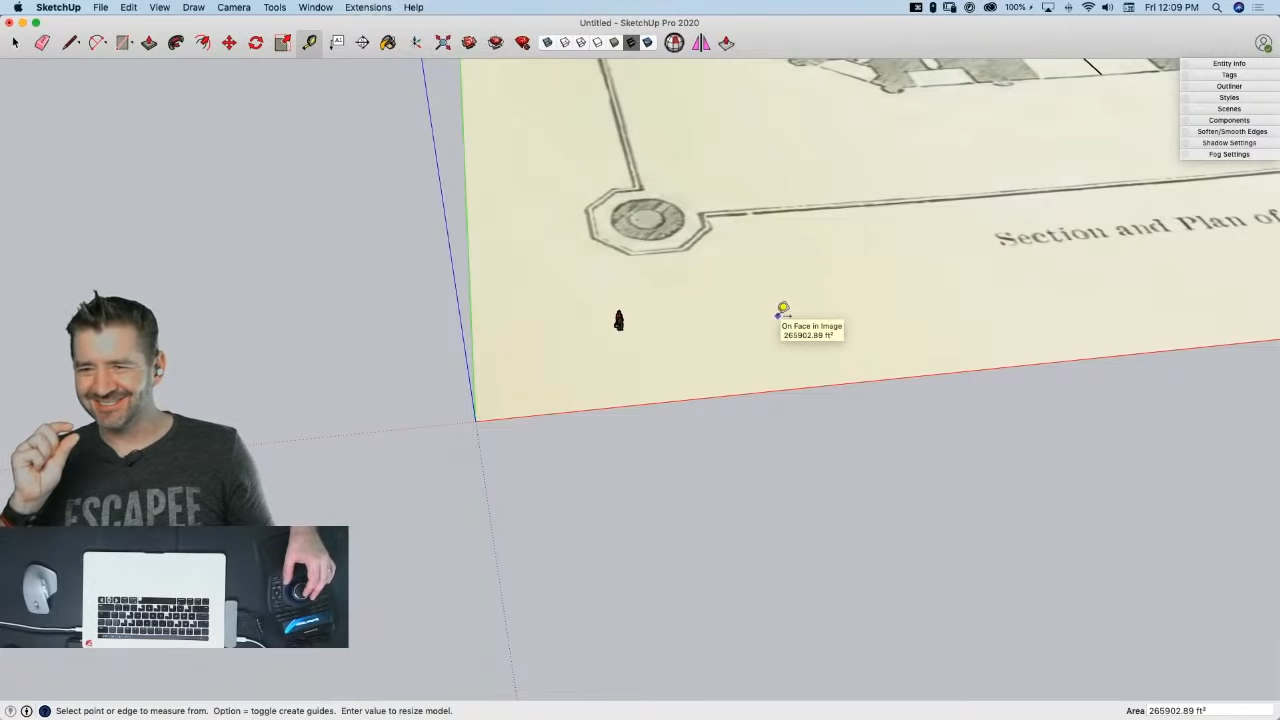 SketchUp File Edit View Draw Camera Tools Window Extensions Help
100% Fri 12:09 PM
Untitled - SketchUp Pro 2020
Entity Info
Tags
Outliner
Styles
Scenes
Components
Soften/Smooth Edges
Shadow Settings
Fog Settings
Section and Plan of
On Face in Image
265902.89 ft²
ESCAPEE
Select point or edge to measure from. Option = toggle create guides. Enter value to resize model.
Area 265902.89 ft²